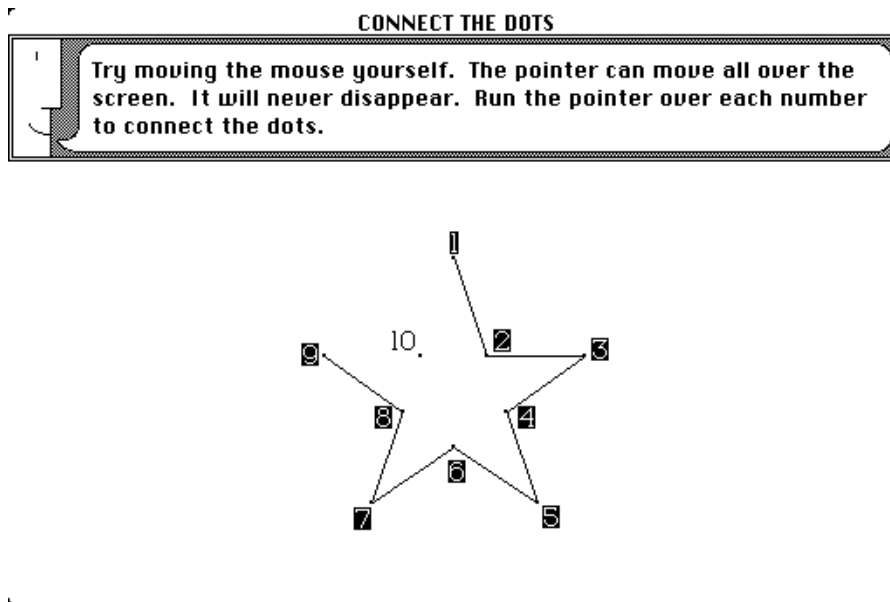 CONNECT THE DOTS
Try moving the mouse yourself. The pointer can move all over the
screen. It will never disappear. Run the pointer over each number
to connect the dots.
1
10
2
3
9
8
4
6
7
5